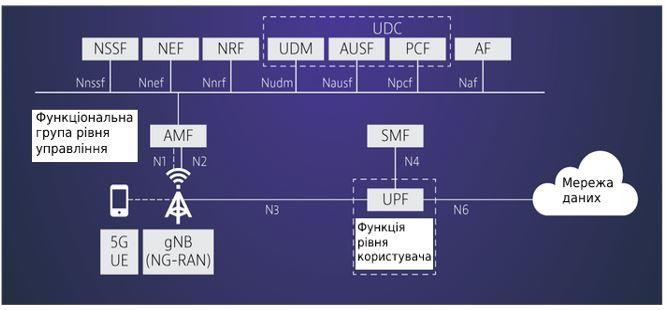 UDC
NSSF NEF NRF UDM AUSF PCF AF
Nnssf Nnef Nnrf Nudm Nausf Npcf Naf
Функціональна
група рівня
управління
AMF
SMF
N1 N2
N4
UPF
N3
N6
Мережа
даних
Функція
рівня
користувача
5G
UE
gNB
(NG-RAN)